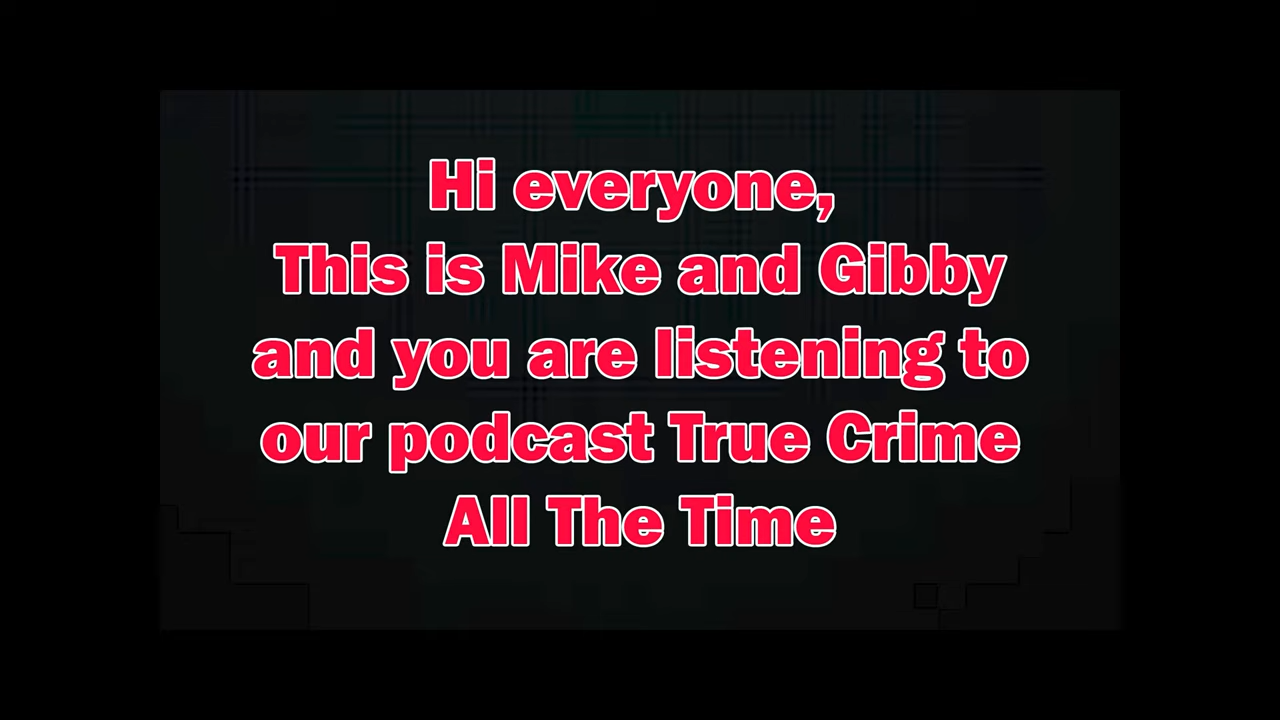 Hi everyone,
This is Mike and Gibby
and you are listening to
our podcast True Crime
All The Time